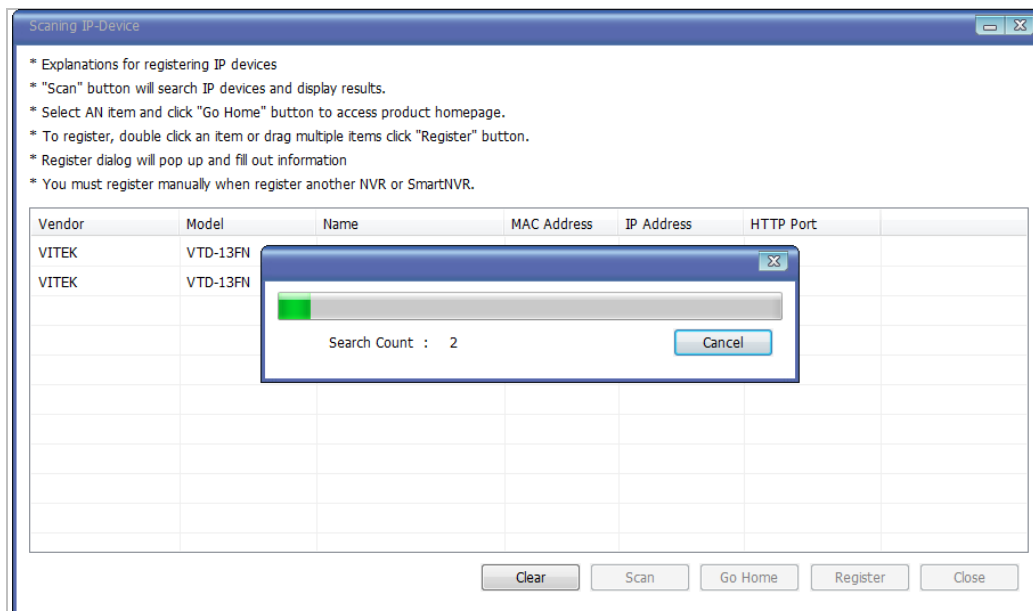 Scaning IP-Device
* Explanations for registering IP devices
* "Scan" button will search IP devices and display results.
* Select AN item and click "Go Home" button to access product homepage.
* To register, double click an item or drag multiple items click "Register" button.
* Register dialog will pop up and fill out information
* You must register manually when register another NVR or SmartNVR.
Vendor Model Name MAC Address IP Address HTTP Port
VITEK VTD-13FN
VITEK VTD-13FN
Search Count : 2 Cancel
Clear Scan Go Home Register Close